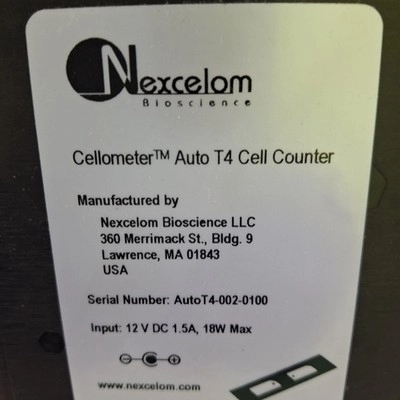 Nexcelom
Bioscience
Cellometer™ Auto T4 Cell Counter
Manufactured by
Nexcelom Bioscience LLC
360 Merrimack St., Bldg. 9
Lawrence, MA 01843
USA
Serial Number: AutoT4-002-0100
Input: 12 V DC 1.5A, 18W Max
www.nexcelom.com